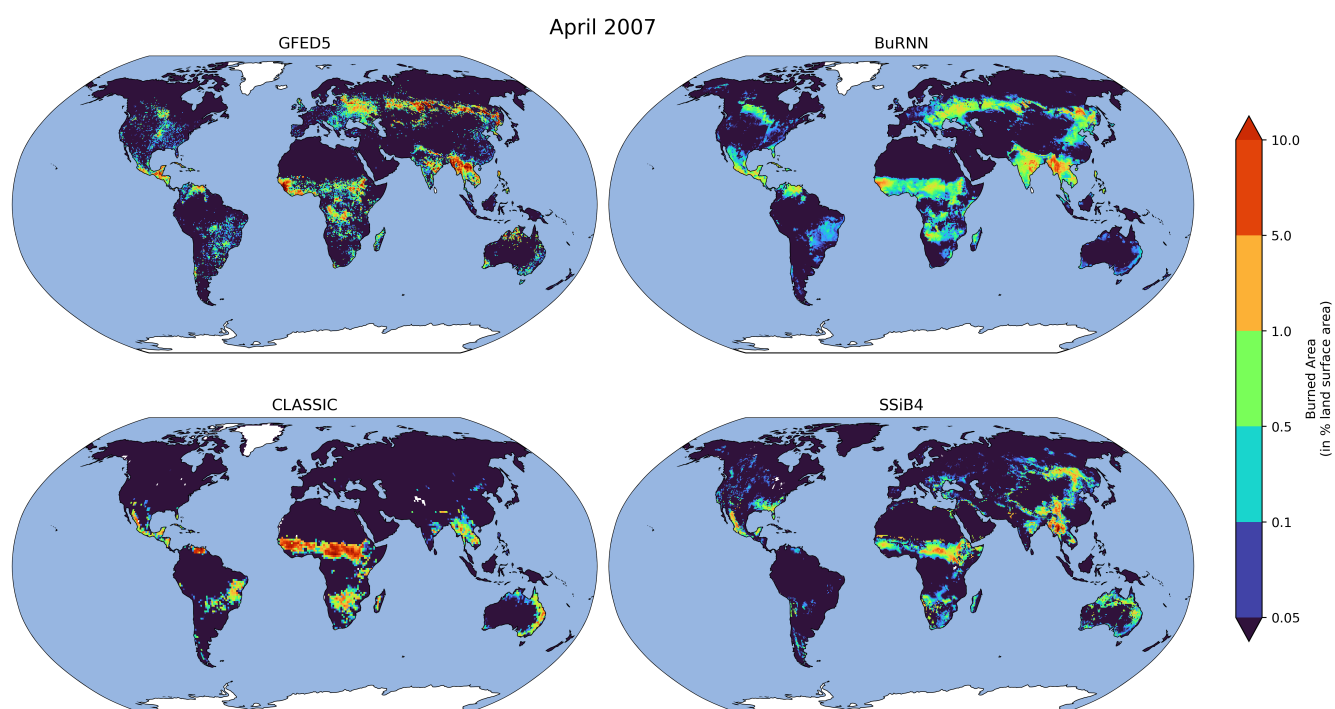 April 2007
GFED5
BuRNN
CLASSIC
SSiB4
10.0
5.0
1.0
0.5
0.1
0.05
Burned Area
(in % land surface area)